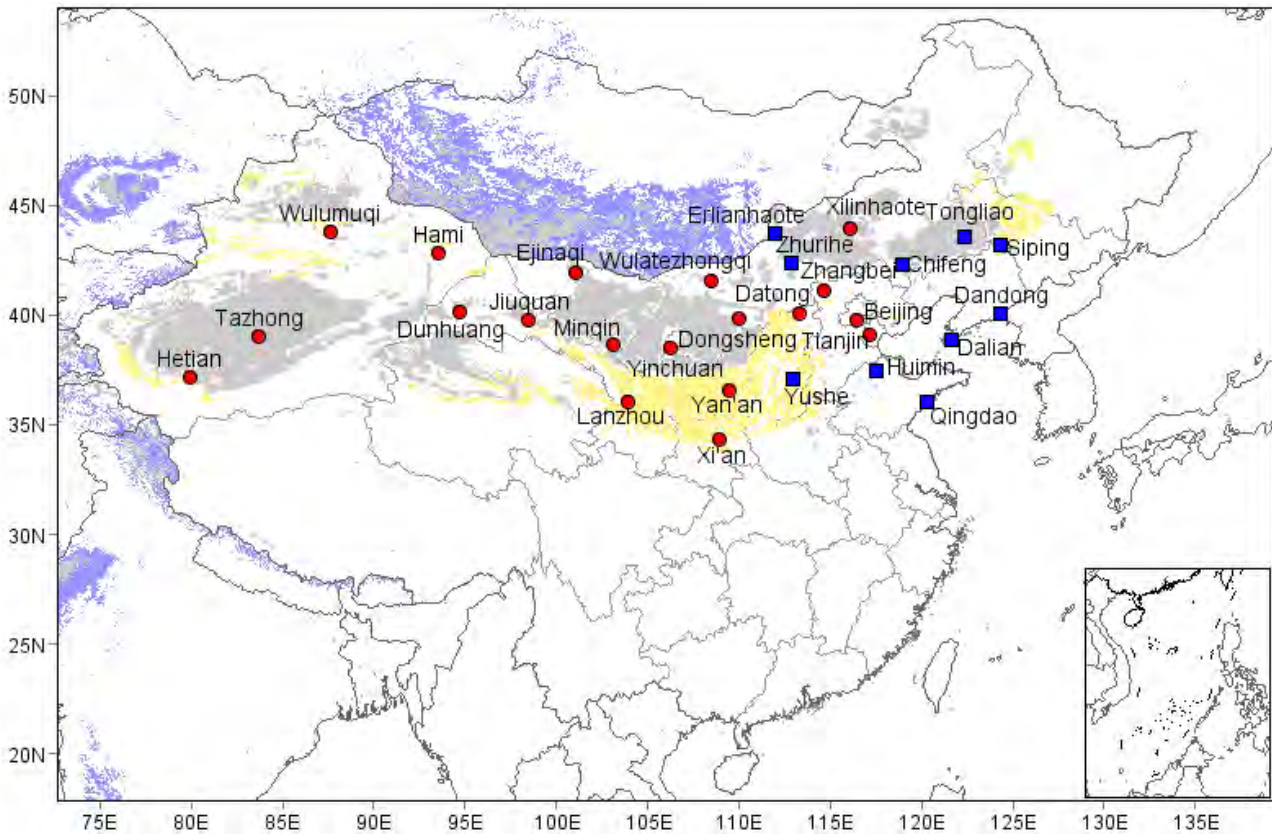 50N
45N
40N
35N
30N
25N
20N
Wulumuqi
Hami
Ejinaqi
Erlianhaote
Xilinhaote
Tongliao
Zhurihe
Siping
Wulatezhongqi
Zhangbei
Chifeng
Jiuquan
Datong
Dandong
Tazhong
Dunhuang
Minqin
Beijing
Dongsheng
Tianjin
Dalian
Hetian
Yinchuan
Huimin
Lanzhou
Yan'an
Yushe
Qingdao
Xi'an
75E 80E 85E 90E 95E 100E 105E 110E 115E 120E 125E 130E 135E